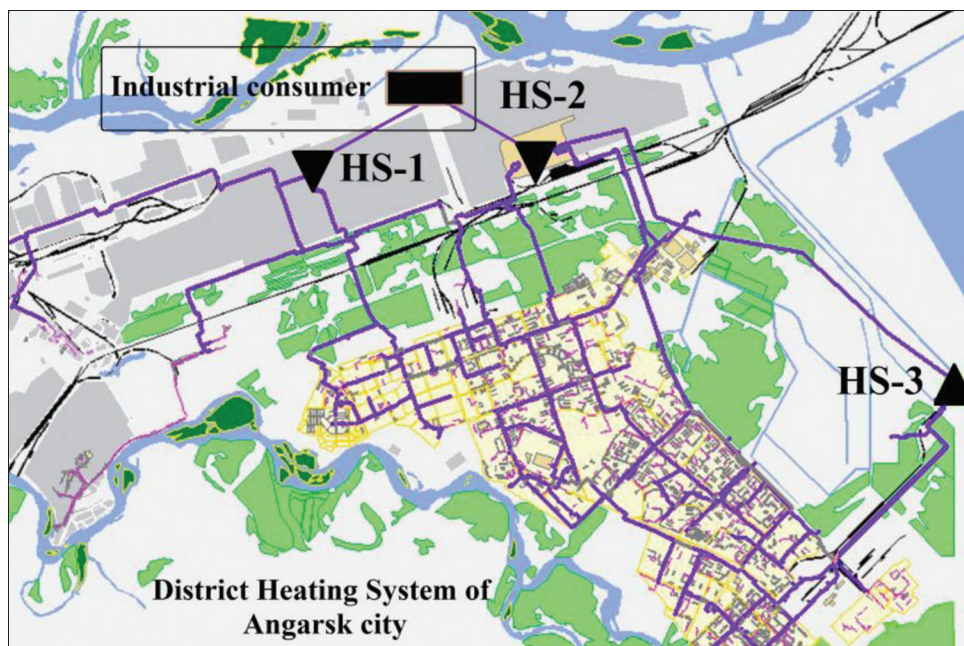 Industrial consumer
HS-2
HS-1
HS-3
District Heating System of
Angarsk city